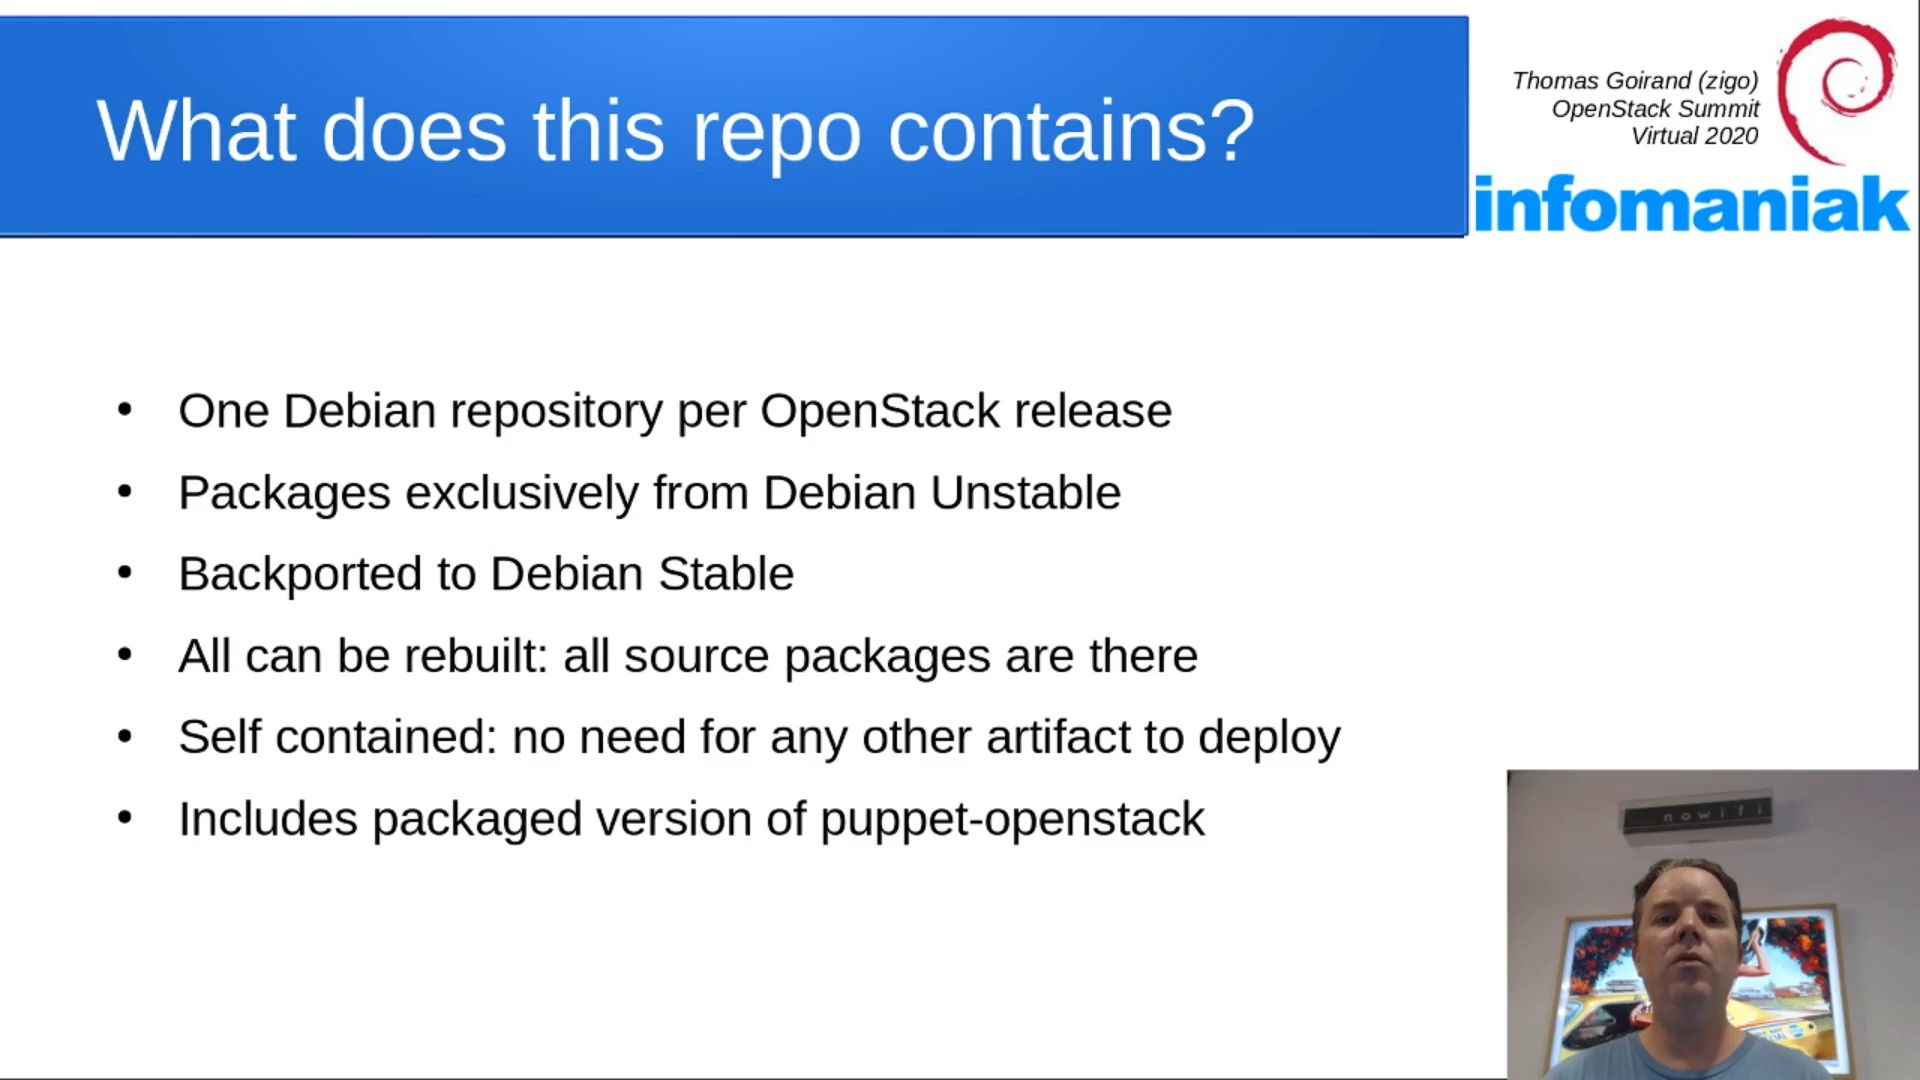 What does this repo contains?
Thomas Goirand (zigo)
OpenStack Summit
Virtual 2020
infomaniak
• One Debian repository per OpenStack release
• Packages exclusively from Debian Unstable
• Backported to Debian Stable
• All can be rebuilt: all source packages are there
• Self contained: no need for any other artifact to deploy
• Includes packaged version of puppet-openstack
nowifi